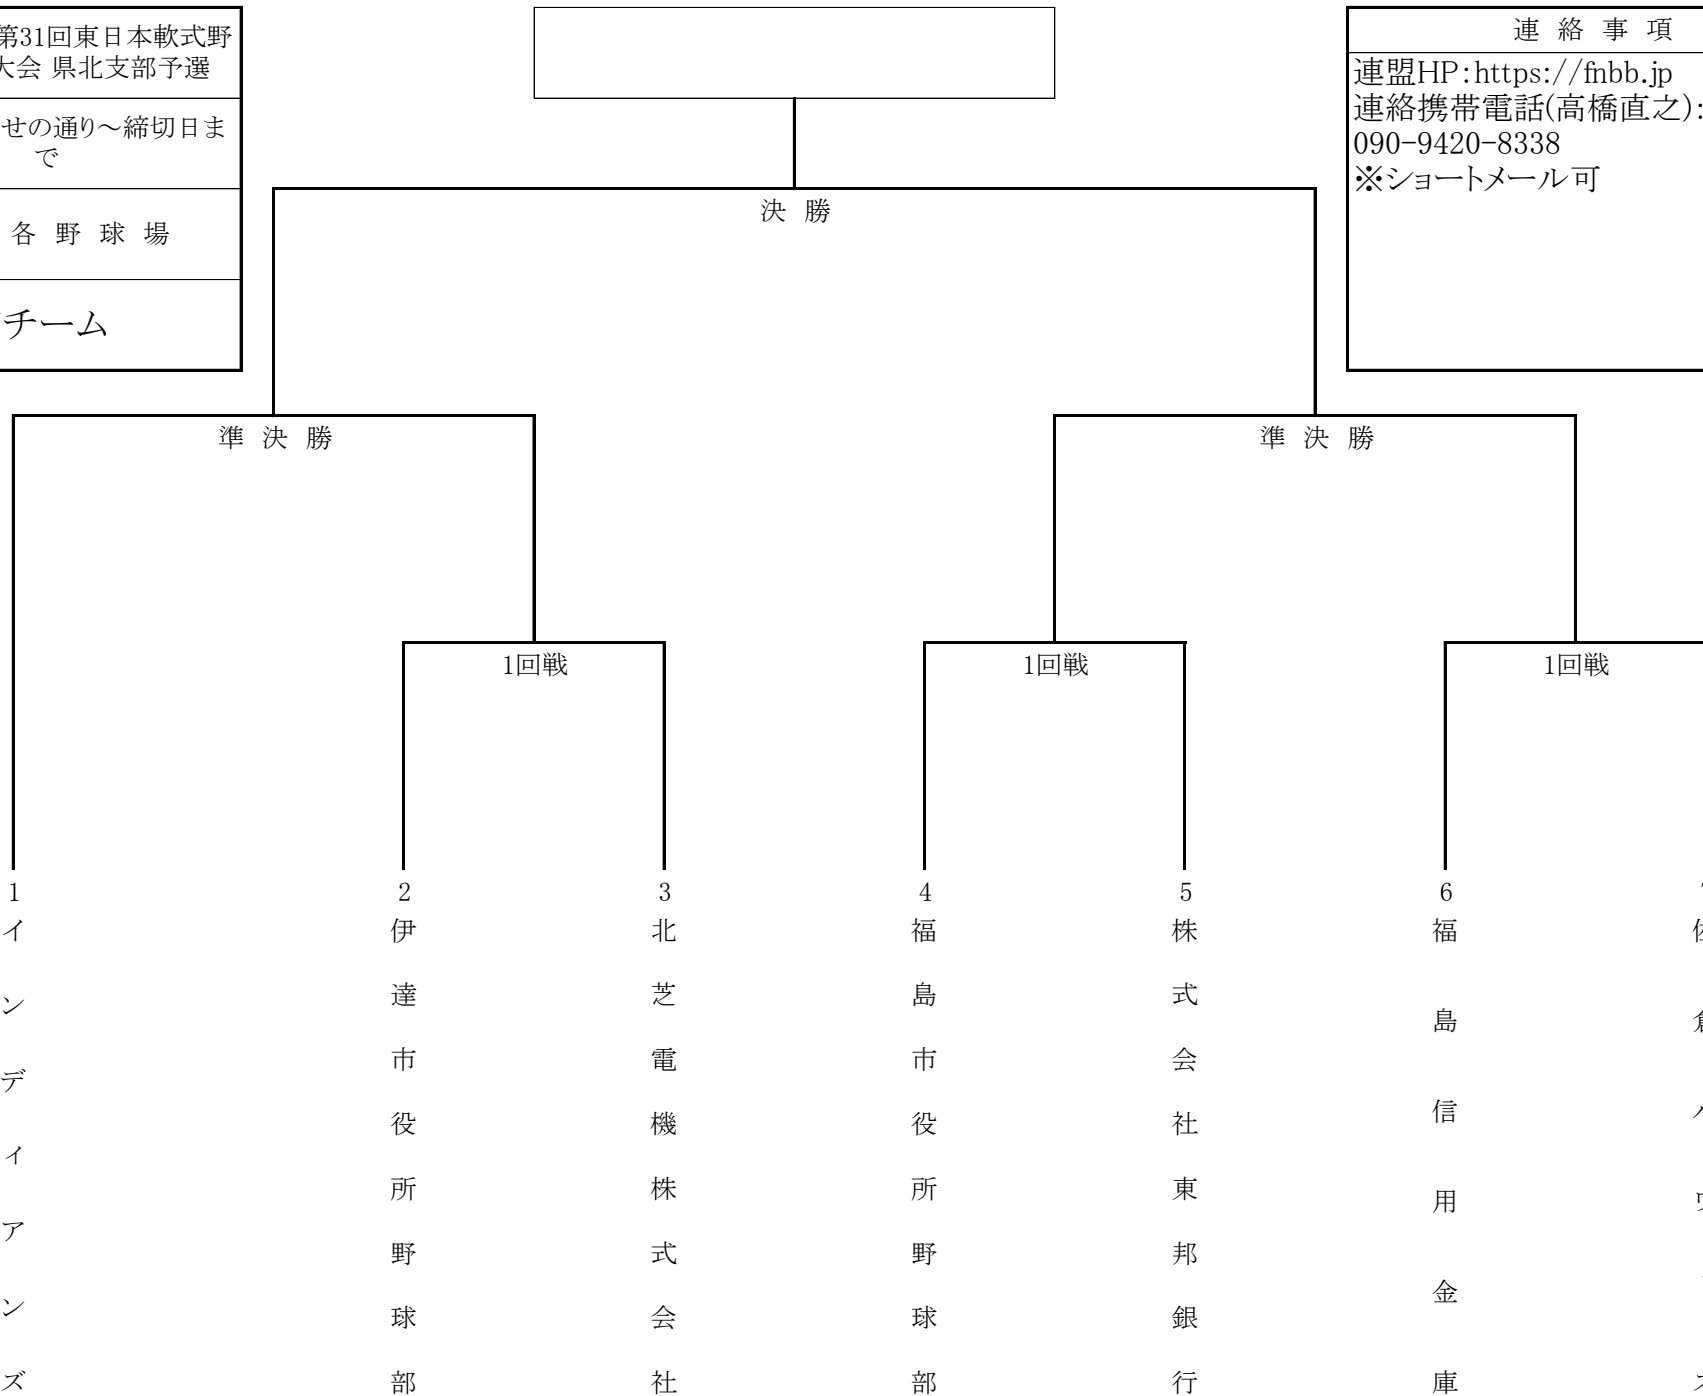 第31回東日本軟式野
大会 県北支部予選
せの通り～締切日ま
で
各 野 球 場
チーム
連 絡 事 項
連盟HP:https://fnbb.jp
連絡携帯電話(高橋直之):
090-9420-8338
※ショートメール可
決 勝
準 決 勝
準 決 勝
1回戦
1回戦
1回戦
1
インディアンズ
2
伊達市役所野球部
3
北芝電機株式会社
4
福島市役所野球部
5
株式会社東邦銀行
6
福島信用金庫